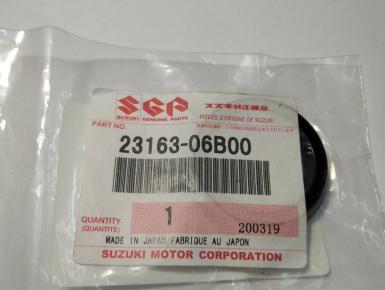 SGP
スズキ純正部品
SUZUKI GENUINE PARTS
PIECES D'ORIGINE DE SUZUKI
PART NO.
23163-06B00
QUANTITY
(QUANTITE)
1
200319
MADE IN JAPAN/FABRIQUE AU JAPON
SUZUKI MOTOR CORPORATION